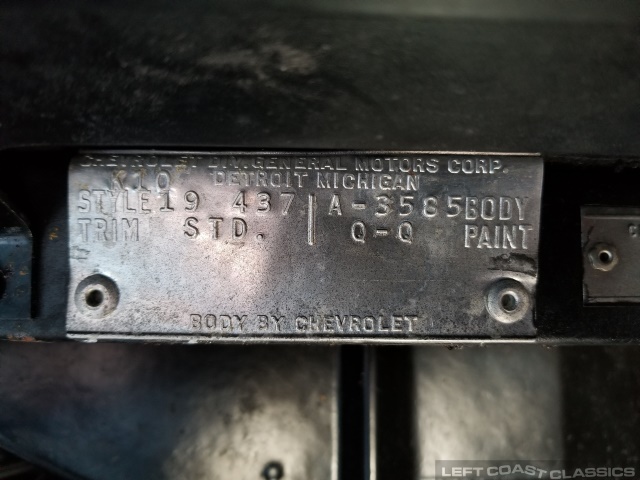 CHEVROLET DIV. GENERAL MOTORS CORP.
K10 DETROIT MICHIGAN
STYLE 19 437 A-3585 BODY
TRIM STD. Q-Q PAINT
BODY BY CHEVROLET
C
LEFT COAST CLASSICS